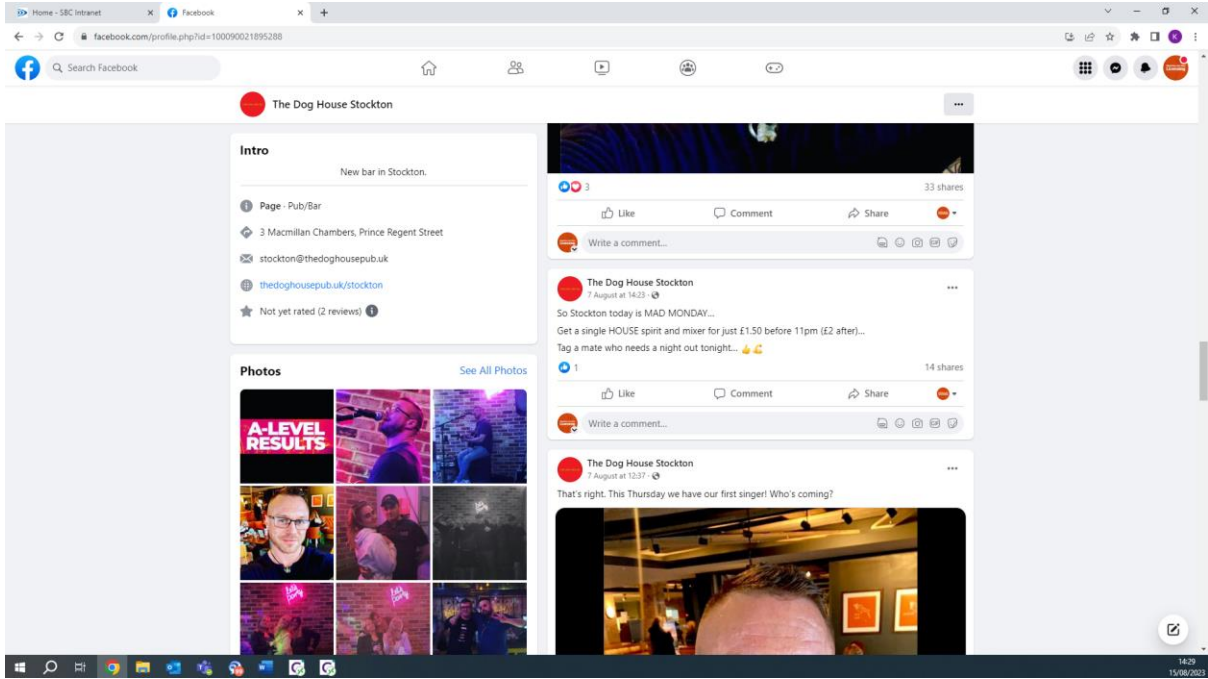 Home - SBC Intranet
Facebook
facebook.com/profile.php?id=100090021895288
Search Facebook
The Dog House Stockton
Intro
New bar in Stockton.
Page · Pub/Bar
3 Macmillan Chambers, Prince Regent Street
stockton@thedoghousepub.uk
thedoghousepub.uk/stockton
Not yet rated (2 reviews)
Photos
See All Photos
A-LEVEL
RESULTS
3
33 shares
Like
Comment
Share
Write a comment...
The Dog House Stockton
7 August at 14:23 ·
So Stockton today is MAD MONDAY...
Get a single HOUSE spirit and mixer for just £1.50 before 11pm (£2 after)...
Tag a mate who needs a night out tonight... 👍💪
1
14 shares
Like
Comment
Share
Write a comment...
The Dog House Stockton
7 August at 12:37 ·
That's right. This Thursday we have our first singer! Who's coming?
14:29
15/08/2023